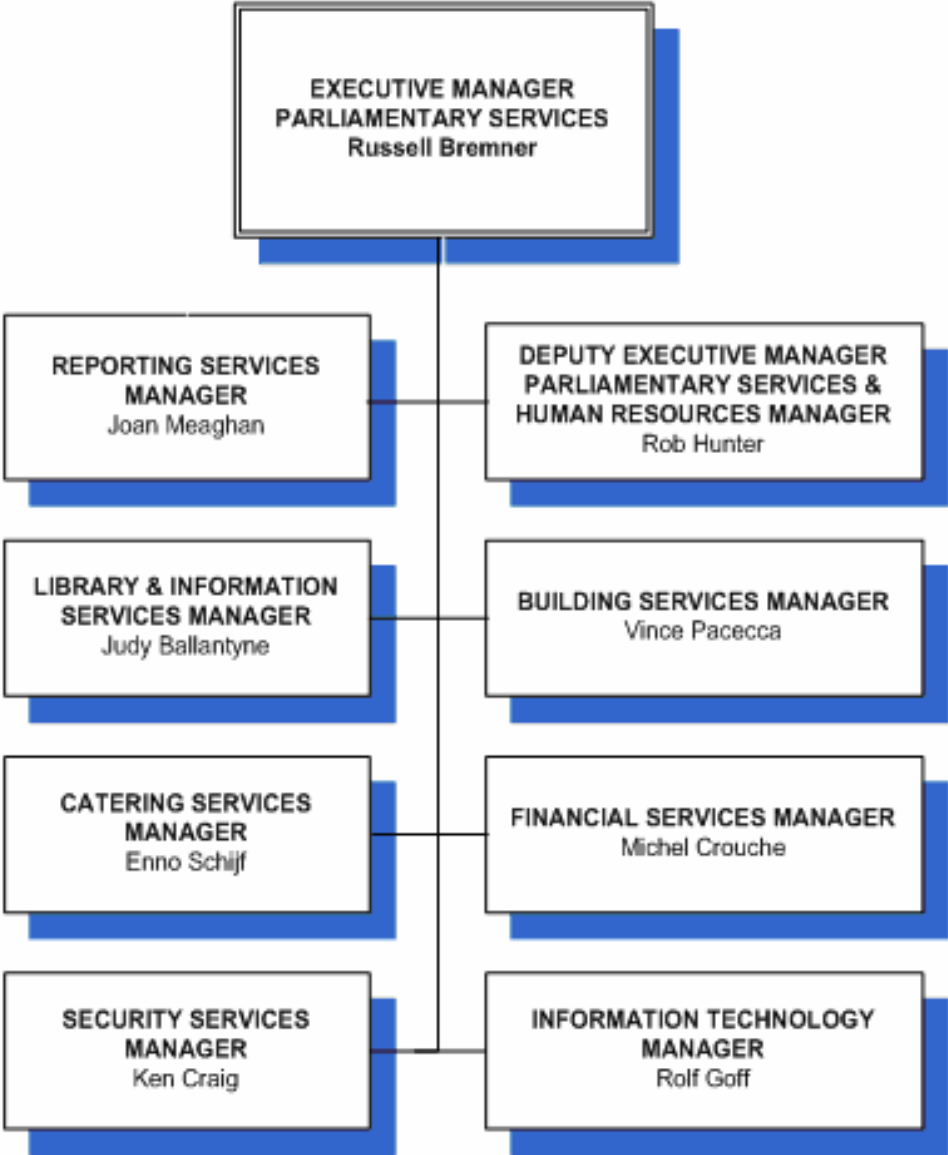 EXECUTIVE MANAGER
PARLIAMENTARY SERVICES
Russell Bremner
REPORTING SERVICES
MANAGER
Joan Meaghan
DEPUTY EXECUTIVE MANAGER
PARLIAMENTARY SERVICES &
HUMAN RESOURCES MANAGER
Rob Hunter
LIBRARY & INFORMATION
SERVICES MANAGER
Judy Ballantyne
BUILDING SERVICES MANAGER
Vince Pacecca
CATERING SERVICES
MANAGER
Enno Schijf
FINANCIAL SERVICES MANAGER
Michel Crouche
SECURITY SERVICES
MANAGER
Ken Craig
INFORMATION TECHNOLOGY
MANAGER
Rolf Goff